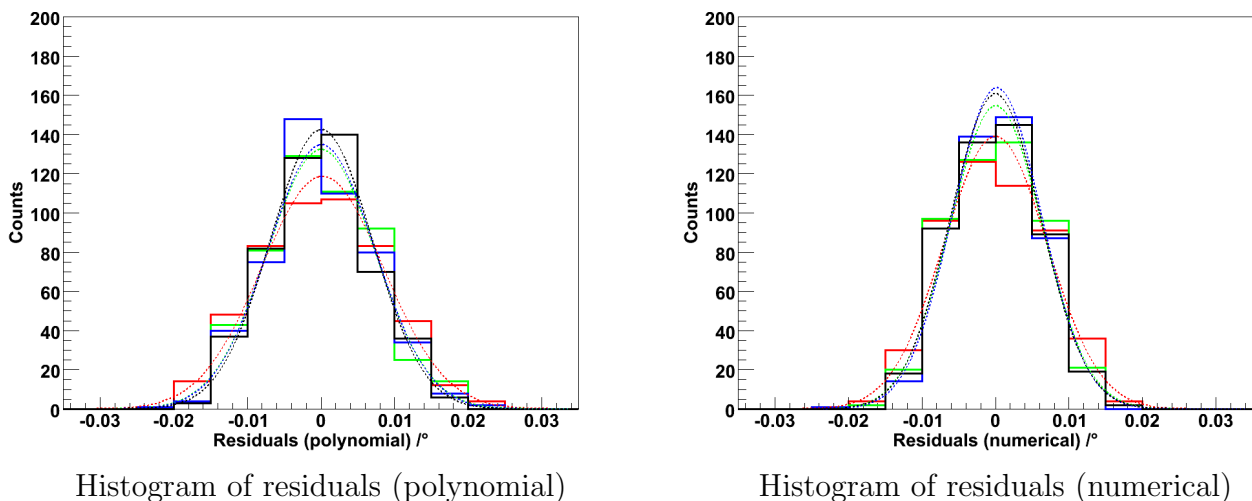 200
180
160
140
120
100
80
60
40
20
0
Counts
-0.03 -0.02 -0.01 0 0.01 0.02 0.03
Residuals (polynomial) /°
Histogram of residuals (polynomial)
200
180
160
140
120
100
80
60
40
20
0
Counts
-0.03 -0.02 -0.01 0 0.01 0.02 0.03
Residuals (numerical) /°
Histogram of residuals (numerical)